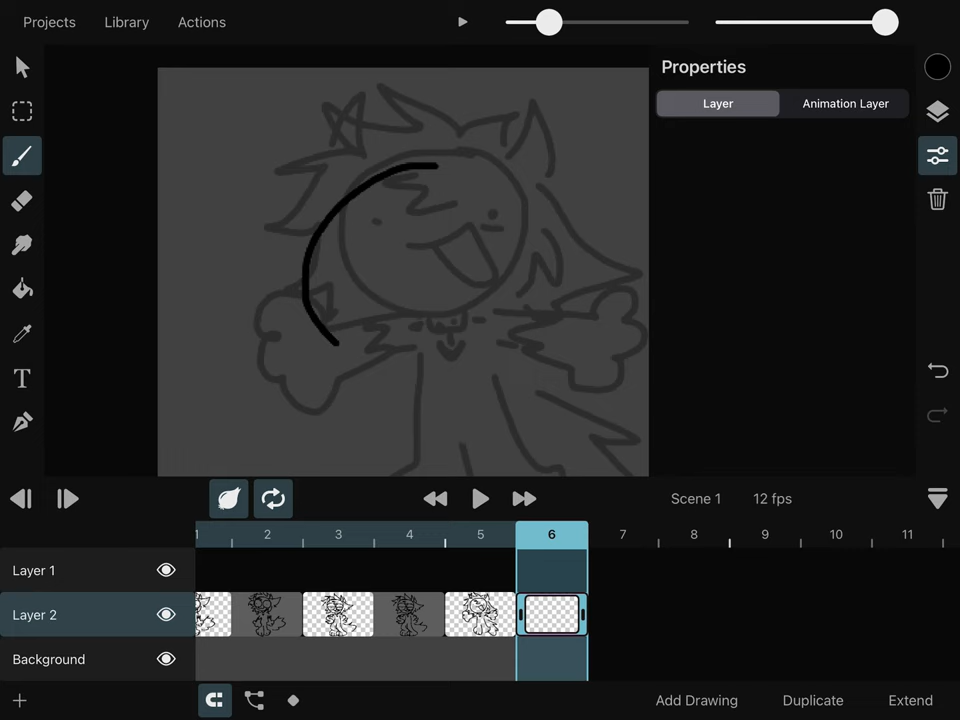 Projects Library Actions
Properties
Layer Animation Layer
T
Scene 1 12 fps
1 2 3 4 5 6 7 8 9 10 11
Layer 1
Layer 2
Background
Add Drawing Duplicate Extend